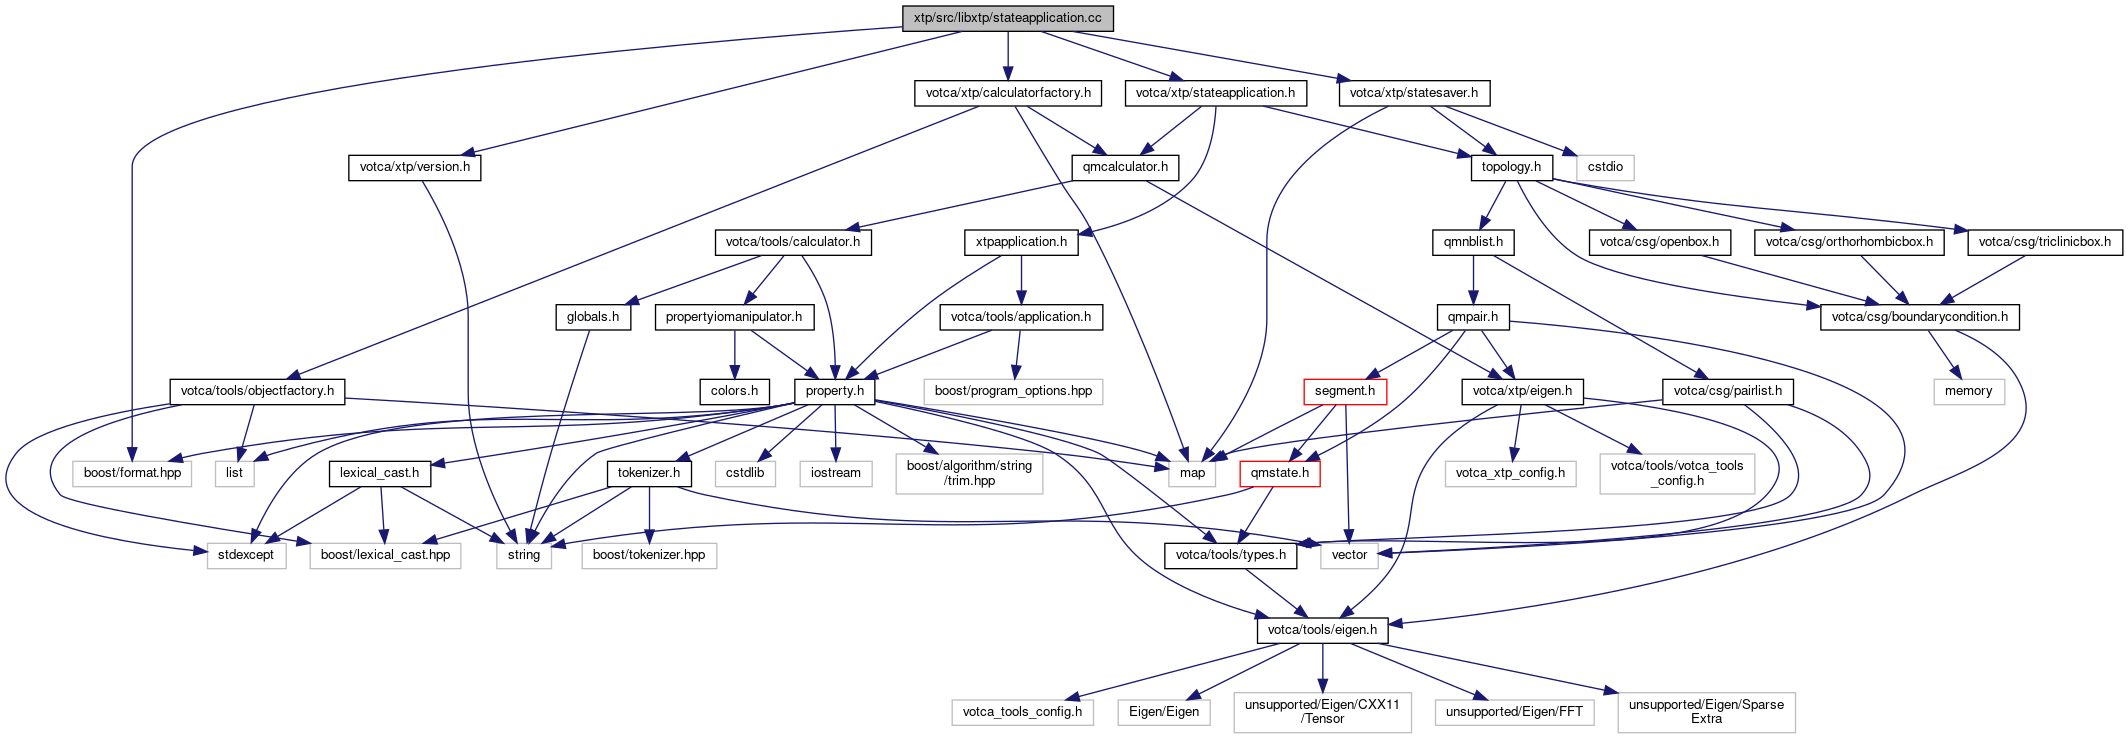 xtp/src/libxtp/stateapplication.cc
votca/xtp/calculatorfactory.h
votca/xtp/stateapplication.h
votca/xtp/statesaver.h
votca/xtp/version.h
qmcalculator.h
topology.h
cstdio
votca/tools/calculator.h
xtpapplication.h
qmnblist.h
votca/csg/openbox.h
votca/csg/orthorhombicbox.h
votca/csg/triclinicbox.h
globals.h
propertyiomanipulator.h
votca/tools/application.h
qmpair.h
votca/csg/boundarycondition.h
votca/tools/objectfactory.h
colors.h
property.h
boost/program_options.hpp
segment.h
votca/xtp/eigen.h
votca/csg/pairlist.h
memory
boost/format.hpp
list
lexical_cast.h
tokenizer.h
cstdlib
iostream
boost/algorithm/string
/trim.hpp
map
qmstate.h
votca_xtp_config.h
votca/tools/votca_tools
_config.h
stdexcept
boost/lexical_cast.hpp
string
boost/tokenizer.hpp
votca/tools/types.h
vector
votca/tools/eigen.h
votca_tools_config.h
Eigen/Eigen
unsupported/Eigen/CXX11
/Tensor
unsupported/Eigen/FFT
unsupported/Eigen/Sparse
Extra